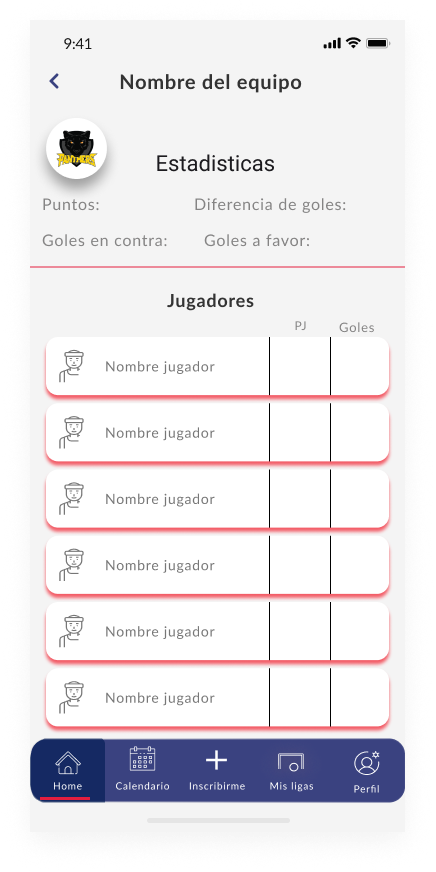 9:41
Nombre del equipo
PANTHERS
Estadisticas
Puntos: Diferencia de goles:
Goles en contra: Goles a favor:
Jugadores
PJ Goles
Nombre jugador
Nombre jugador
Nombre jugador
Nombre jugador
Nombre jugador
Nombre jugador
Home Calendario Inscribirme Mis ligas Perfil